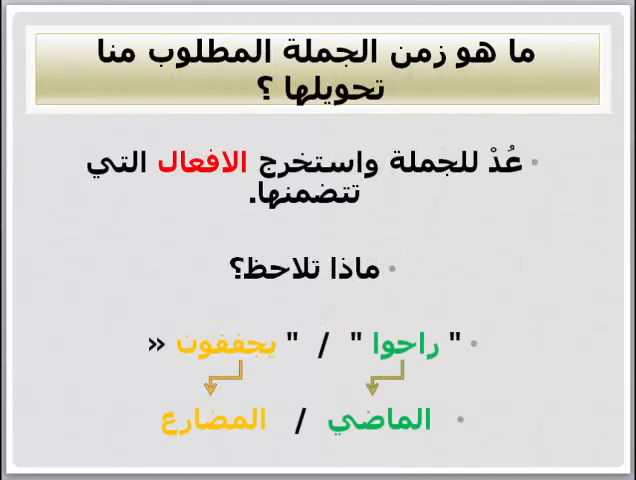 ما هو زمن الجملة المطلوب منا
تحويلها ؟
• عُدْ للجملة واستخرج الافعال التي
تتضمنها.
• ماذا تلاحظ؟
• " راحوا " / " يجففون «
• الماضي / المضارع